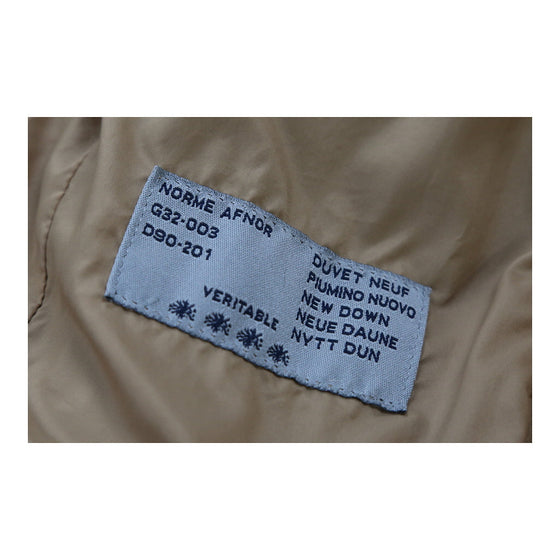 NORME AFNOR
G32-003
D90-201
VERITABLE
DUVET NEUF
PIUMINO NUOVO
NEW DOWN
NEUE DAUNE
NYTT DUN